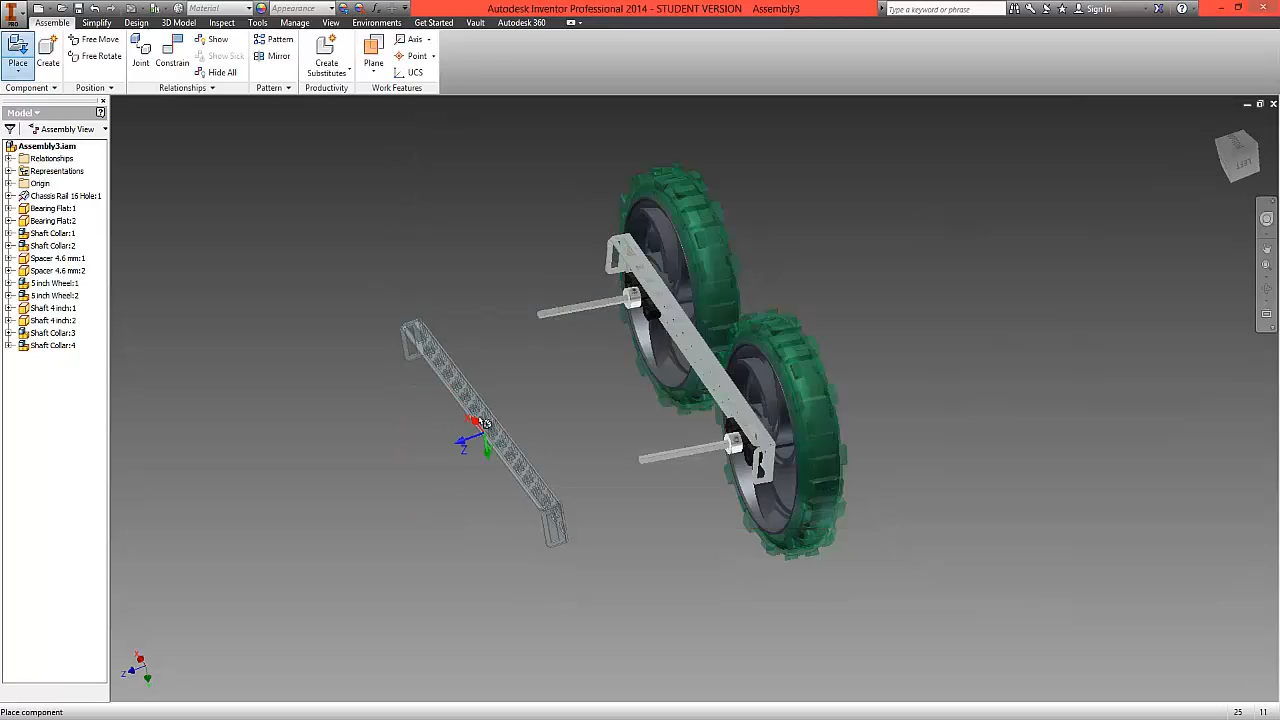 Autodesk Inventor Professional 2014 - STUDENT VERSION Assembly3
Material
Appearance
Type a keyword or phrase
Sign In
PRO
Assemble Simplify Design 3D Model Inspect Tools Manage Environments View Get Started Vault Autodesk 360
Place
Create
Free Move
Free Rotate
Joint
Constrain
Show
Show Sick
Hide All
Pattern
Mirror
Create
Substitutes
Plane
Axis
Point
UCS
Component
Position
Relationships
Pattern
Productivity
Work Features
Model
Assembly View
Assembly3.iam
Relationships
Representations
Origin
Chassis Rail 16 Hole:1
Bearing Flat:1
Bearing Flat:2
Shaft Collar:1
Shaft Collar:2
Spacer 4.6 mm:1
Spacer 4.6 mm:2
5 inch Wheel:1
5 inch Wheel:2
Shaft 4 inch:1
Shaft 4 inch:2
Shaft Collar:3
Shaft Collar:4
LEFT
X
Z
X
Z
Y
Place component
25 11